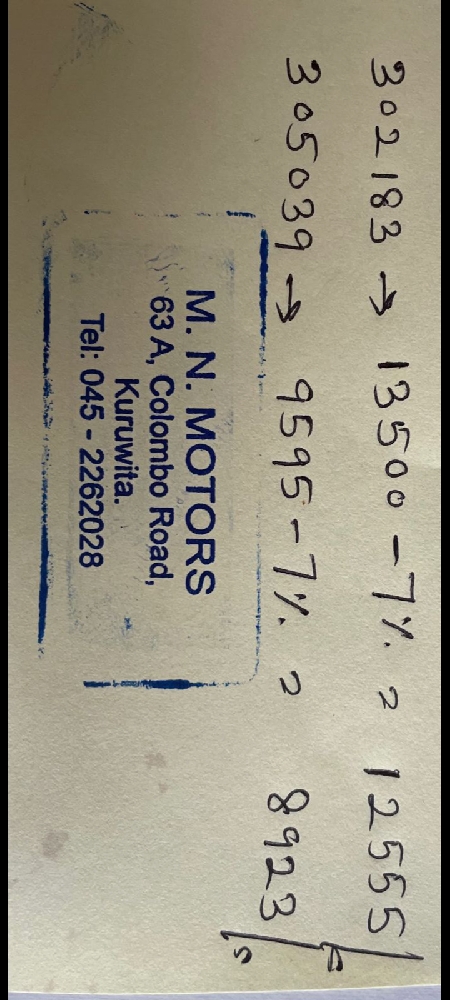 302183 → 13500 - 7% = 12555/=
305039 → 9595 - 7% = 8923/=
M. N. MOTORS
63 A, Colombo Road,
Kuruwita.
Tel: 045 - 2262028